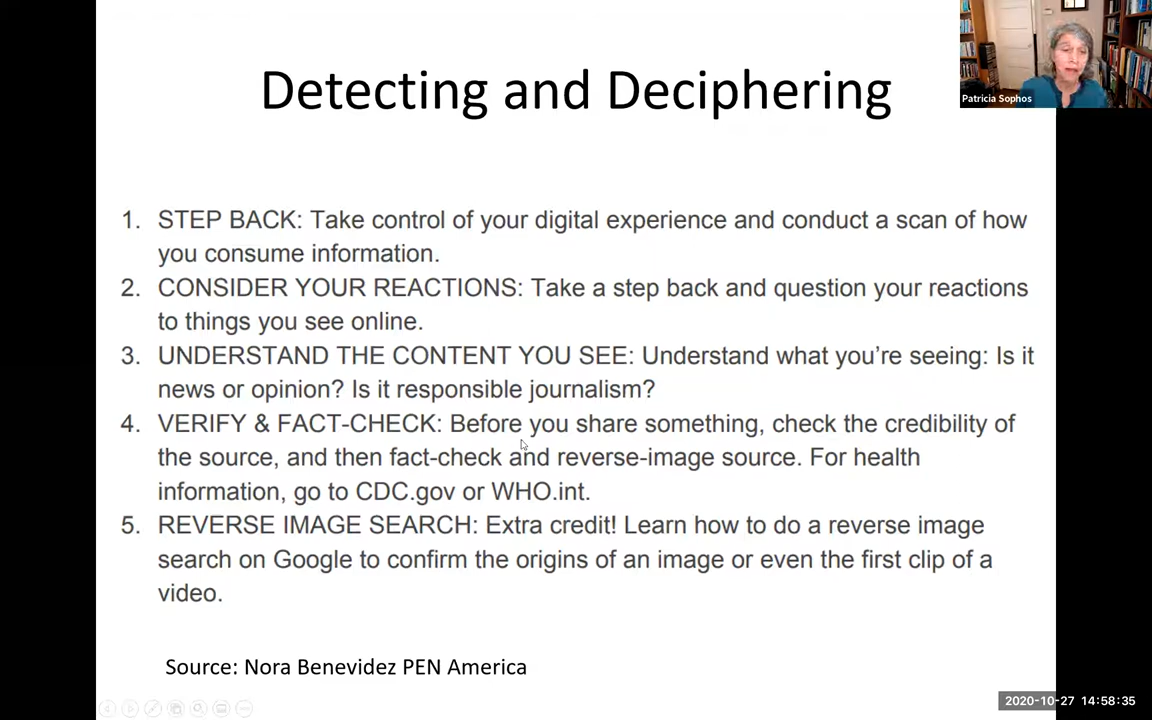 Detecting and Deciphering
Patricia Sophos
1. STEP BACK: Take control of your digital experience and conduct a scan of how
you consume information.
2. CONSIDER YOUR REACTIONS: Take a step back and question your reactions
to things you see online.
3. UNDERSTAND THE CONTENT YOU SEE: Understand what you're seeing: Is it
news or opinion? Is it responsible journalism?
4. VERIFY & FACT-CHECK: Before you share something, check the credibility of
the source, and then fact-check and reverse-image source. For health
information, go to CDC.gov or WHO.int.
5. REVERSE IMAGE SEARCH: Extra credit! Learn how to do a reverse image
search on Google to confirm the origins of an image or even the first clip of a
video.
Source: Nora Benevidez PEN America
2020-10-27 14:58:35